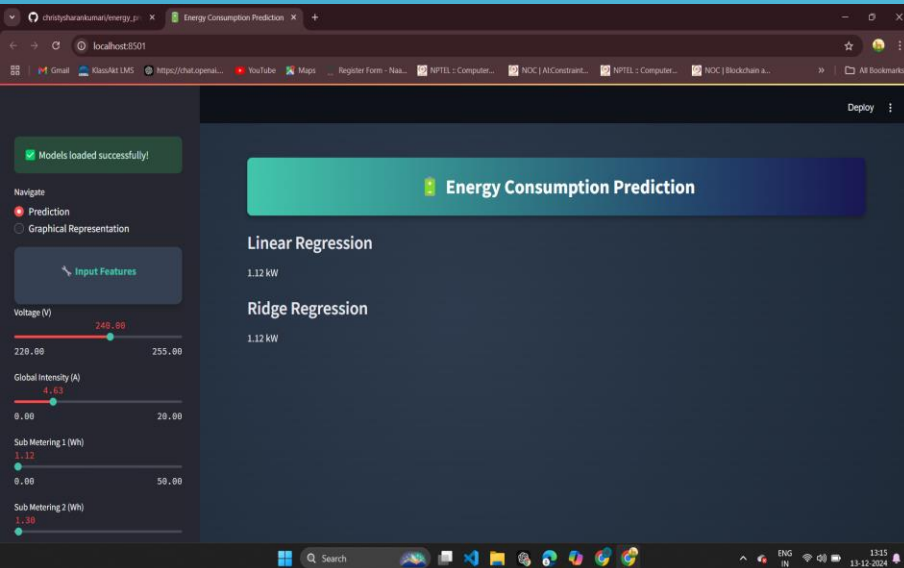 christysharankumari/energy_pr
Energy Consumption Prediction
localhost:8501
Gmail
KlassAkt LMS
https://chat.openai...
YouTube
Maps
Register Form - Naa...
NPTEL :: Computer...
NOC | AI:Constraint...
NPTEL :: Computer...
NOC | Blockchain a...
All Bookmarks
Deploy
Models loaded successfully!
Navigate
Prediction
Graphical Representation
Input Features
Voltage (V)
240.00
220.00 255.00
Global Intensity (A)
4.63
0.00 20.00
Sub Metering 1 (Wh)
1.12
0.00 50.00
Sub Metering 2 (Wh)
1.30
Energy Consumption Prediction
Linear Regression
1.12 kW
Ridge Regression
1.12 kW
Search
ENG
IN
13:15
13-12-2024